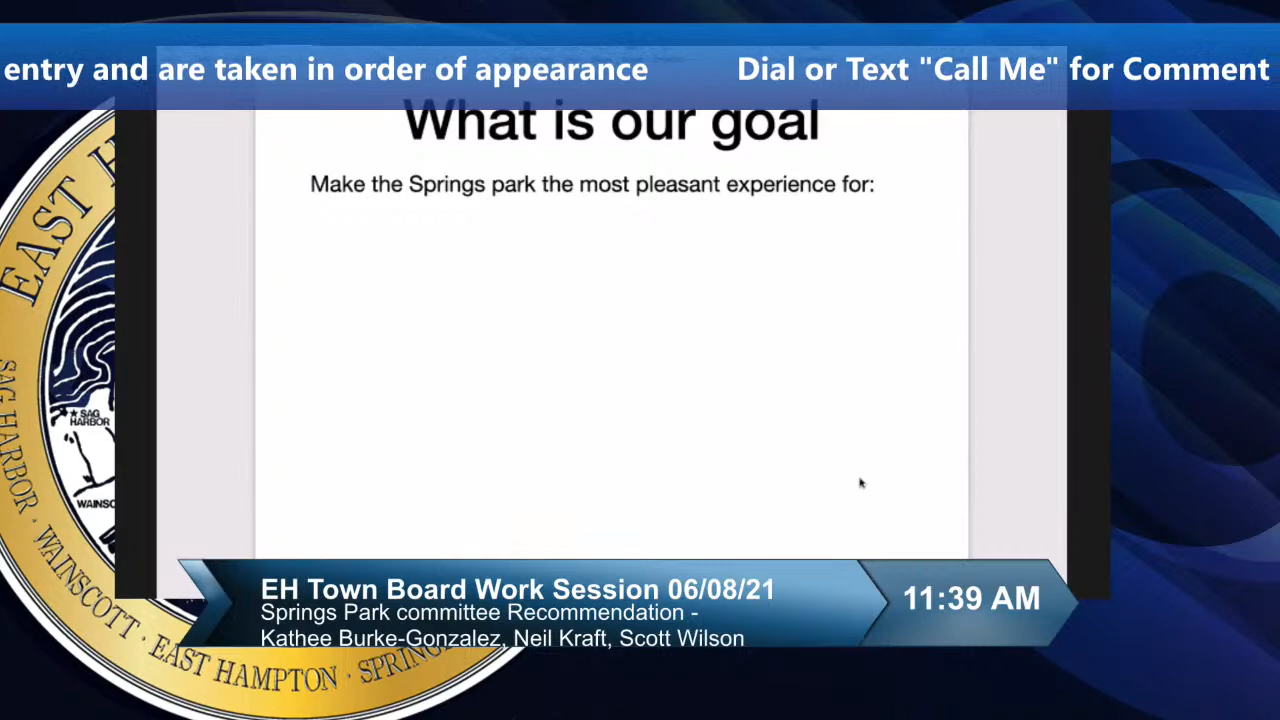 entry and are taken in order of appearance Dial or Text "Call Me" for Comment
What is our goal
Make the Springs park the most pleasant experience for:
EAST H
★ SAG
HARBOR
WAINSC
SAG HARBOR · WAINSCOTT · EAST HAMPTON · SPRING
EH Town Board Work Session 06/08/21
Springs Park committee Recommendation -
Kathee Burke-Gonzalez, Neil Kraft, Scott Wilson
11:39 AM